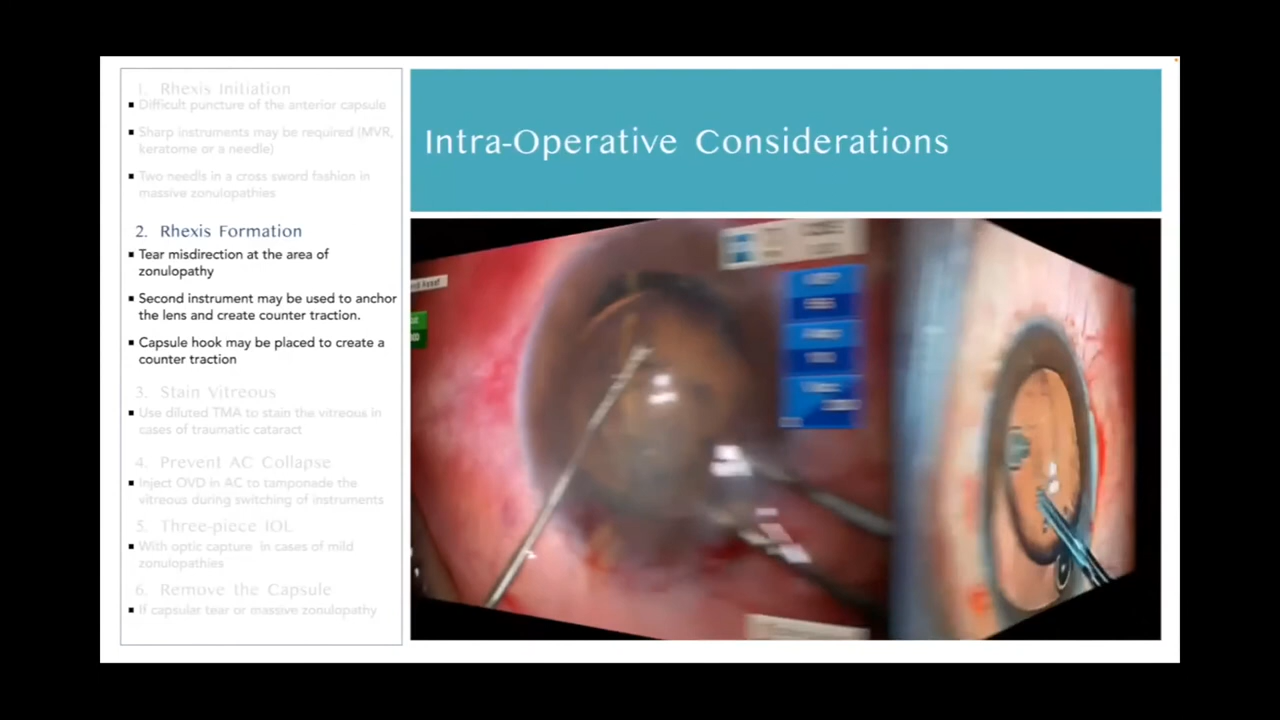 1. Rhexis Initiation
▪ Difficult puncture of the anterior capsule
▪ Sharp instruments may be required (MVR,
keratome or a needle)
▪ Two needls in a cross sword fashion in
massive zonulopathies
2. Rhexis Formation
▪ Tear misdirection at the area of
zonulopathy
▪ Second instrument may be used to anchor
the lens and create counter traction.
▪ Capsule hook may be placed to create a
counter traction
3. Stain Vitreous
▪ Use diluted TMA to stain the vitreous in
cases of traumatic cataract
4. Prevent AC Collapse
▪ Inject OVD in AC to tamponade the
vitreous during switching of instruments
5. Three-piece IOL
▪ With optic capture in cases of mild
zonulopathies
6. Remove the Capsule
▪ If capsular tear or massive zonulopathy
Intra-Operative Considerations